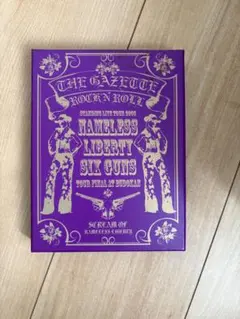 THE GAZETTE
ROCK N ROLL
STANDING LIVE TOUR 2006
NAMELESS
LIBERTY
SIX GUNS
TOUR FINAL AT BUDOKAN
SCREAM OF
NAMELESS LIBERTY